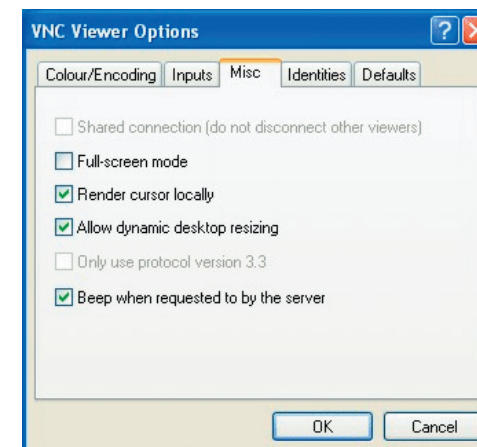 VNC Viewer Options
Colour/Encoding Inputs Misc Identities Defaults
Shared connection (do not disconnect other viewers)
Full-screen mode
Render cursor locally
Allow dynamic desktop resizing
Only use protocol version 3.3
Beep when requested to by the server
OK Cancel